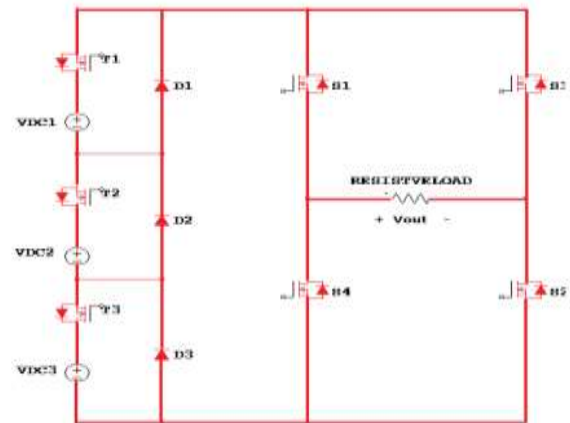 T1
D1
S1
VDC1
RESISTVELOAD
T2
+ Vout -
D2
VDC2
S4
T3
D3
VDC3